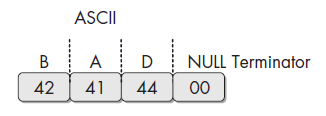 ASCII
B A D NULL Terminator
42 41 44 00